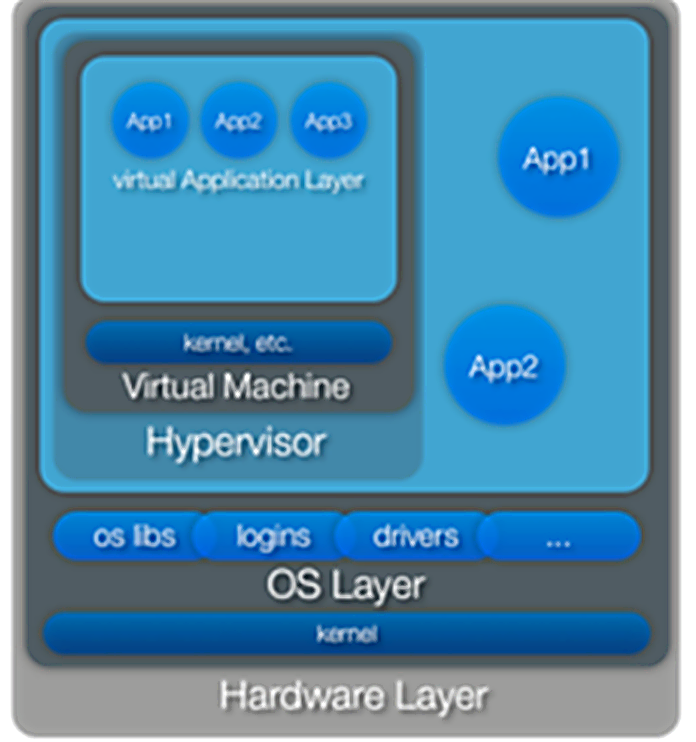 App1 App2 App3
virtual Application Layer
App1
kernel, etc.
App2
Virtual Machine
Hypervisor
os libs logins drivers ...
OS Layer
kernel
Hardware Layer